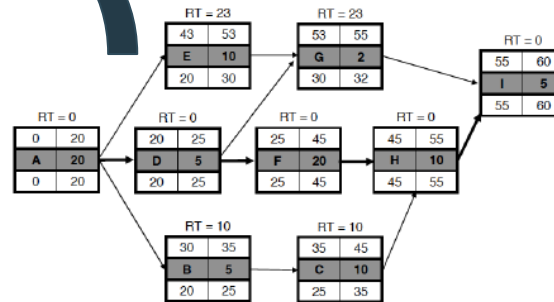 RT = 23
43 53
E 10
20 30
RT = 23
53 55
G 2
30 32
RT = 0
55 60
I 5
55 60
RT = 0
0 20
A 20
0 20
RT = 0
20 25
D 5
20 25
RT = 0
25 45
F 20
25 45
RT = 0
45 55
H 10
45 55
RT = 10
30 35
B 5
20 25
RT = 10
35 45
C 10
25 35